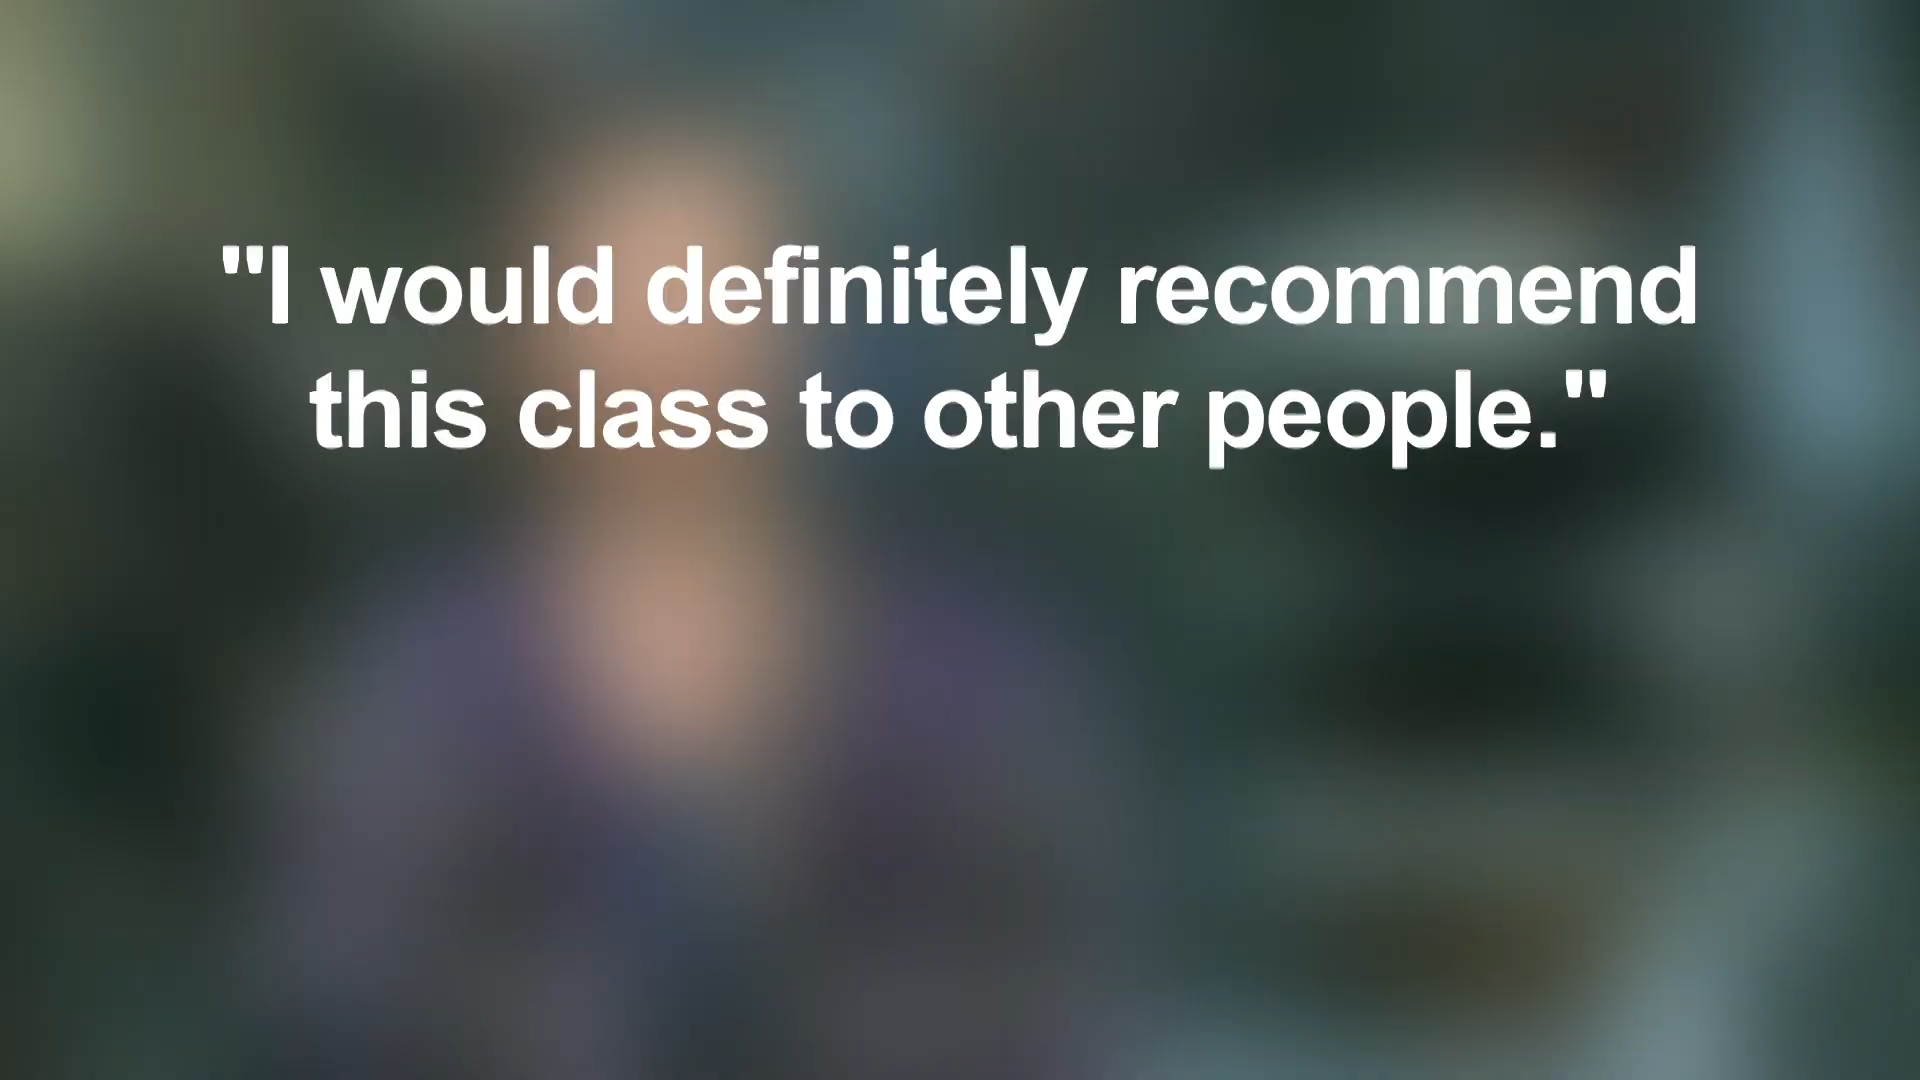 "I would definitely recommend
this class to other people."